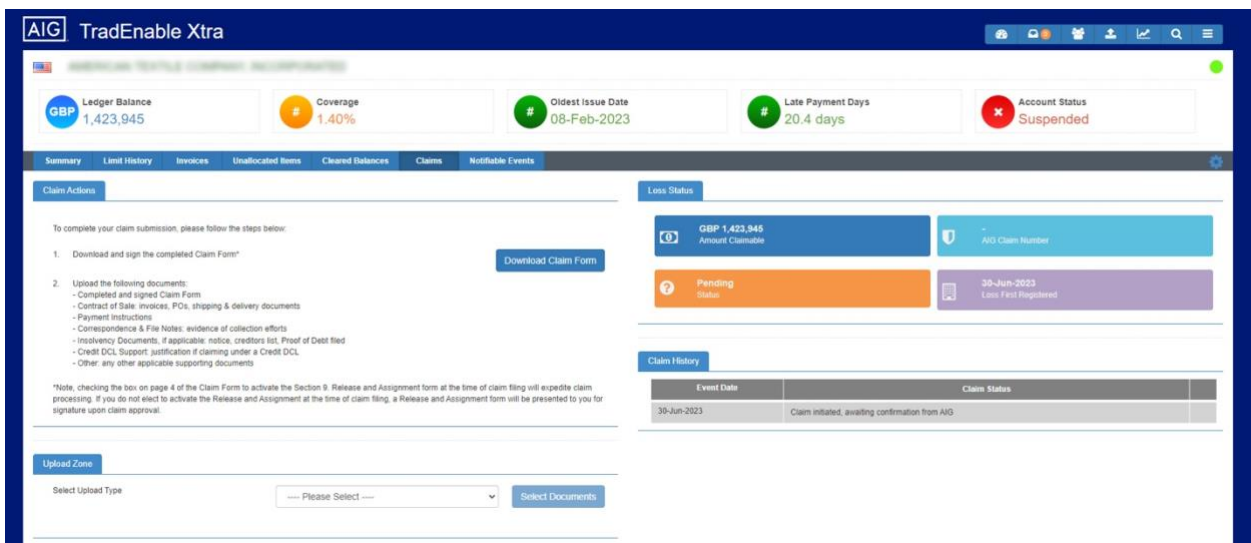 AIG TradEnable Xtra
AMERICAN TEXTILE COMPANY, INCORPORATED
GBP
Ledger Balance
1,423,945
#
Coverage
1.40%
#
Oldest Issue Date
08-Feb-2023
#
Late Payment Days
20.4 days
Account Status
Suspended
Summary Limit History Invoices Unallocated Items Cleared Balances Claims Notifiable Events
Claim Actions
To complete your claim submission, please follow the steps below:
1. Download and sign the completed Claim Form*
Download Claim Form
2. Upload the following documents:
- Completed and signed Claim Form
- Contract of Sale: invoices, POs, shipping & delivery documents
- Payment Instructions
- Correspondence & File Notes: evidence of collection efforts
- Insolvency Documents, if applicable: notice, creditors list, Proof of Debt filed
- Credit DCL Support: justification if claiming under a Credit DCL
- Other: any other applicable supporting documents
*Note, checking the box on page 4 of the Claim Form to activate the Section 9. Release and Assignment form at the time of claim filing will expedite claim
processing. If you do not elect to activate the Release and Assignment at the time of claim filing, a Release and Assignment form will be presented to you for
signature upon claim approval.
Upload Zone
Select Upload Type
---- Please Select ----
Select Documents
Loss Status
GBP 1,423,945
Amount Claimable
-
AIG Claim Number
Pending
Status
30-Jun-2023
Loss First Registered
Claim History
Event Date Claim Status
30-Jun-2023 Claim initiated, awaiting confirmation from AIG